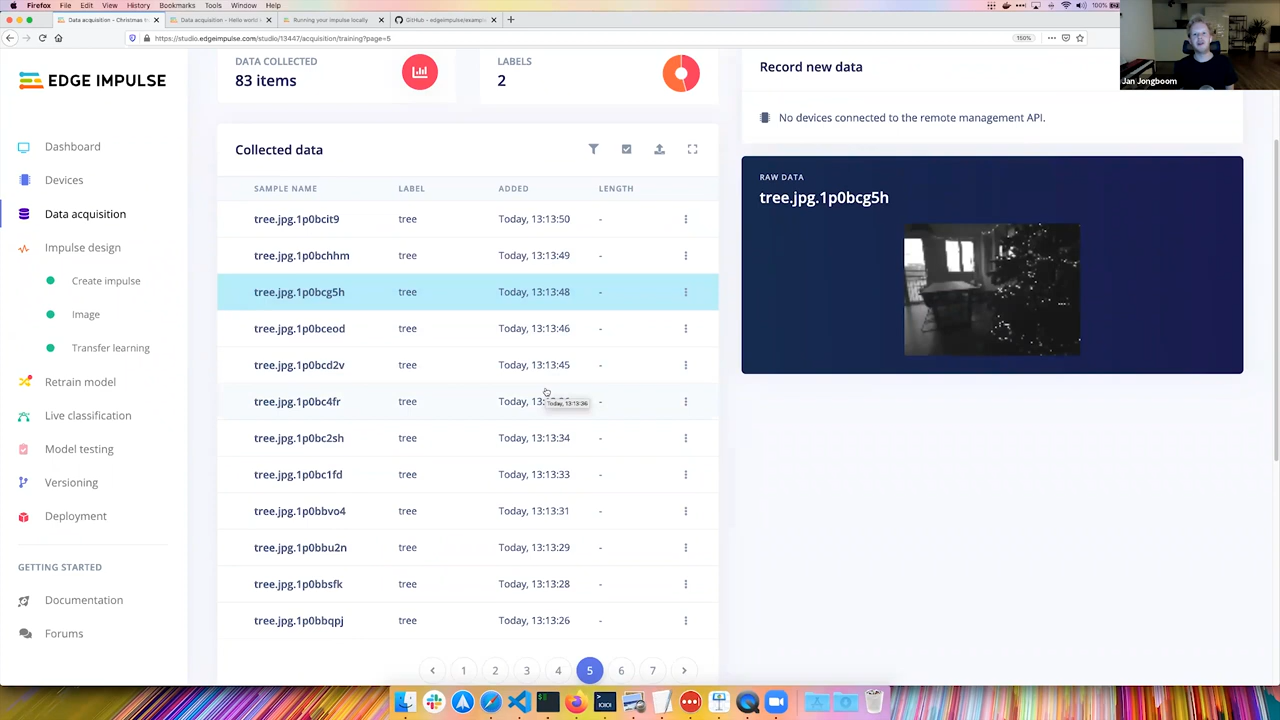 Firefox File Edit View History Bookmarks Tools Window Help
100%
Data acquisition - Christmas
Data acquisition - Hello world
Running your impulse locally
GitHub - edgeimpulse/examp
https://studio.edgeimpulse.com/studio/13447/acquisition/training?page=5
150%
Jan Jongboom
EDGE IMPULSE
Dashboard
Devices
Data acquisition
Impulse design
Create impulse
Image
Transfer learning
Retrain model
Live classification
Model testing
Versioning
Deployment
GETTING STARTED
Documentation
Forums
DATA COLLECTED
83 items
LABELS
2
Collected data
SAMPLE NAME LABEL ADDED LENGTH
tree.jpg.1p0bcit9 tree Today, 13:13:50 -
tree.jpg.1p0bchhm tree Today, 13:13:49 -
tree.jpg.1p0bcg5h tree Today, 13:13:48 -
tree.jpg.1p0bceod tree Today, 13:13:46 -
tree.jpg.1p0bcd2v tree Today, 13:13:45 -
tree.jpg.1p0bc4fr tree Today, 13:13:36 -
Today, 13:13:36
tree.jpg.1p0bc2sh tree Today, 13:13:34 -
tree.jpg.1p0bc1fd tree Today, 13:13:33 -
tree.jpg.1p0bbvo4 tree Today, 13:13:31 -
tree.jpg.1p0bbu2n tree Today, 13:13:29 -
tree.jpg.1p0bbsfk tree Today, 13:13:28 -
tree.jpg.1p0bbqpj tree Today, 13:13:26 -
1 2 3 4 5 6 7
Record new data
No devices connected to the remote management API.
RAW DATA
tree.jpg.1p0bcg5h